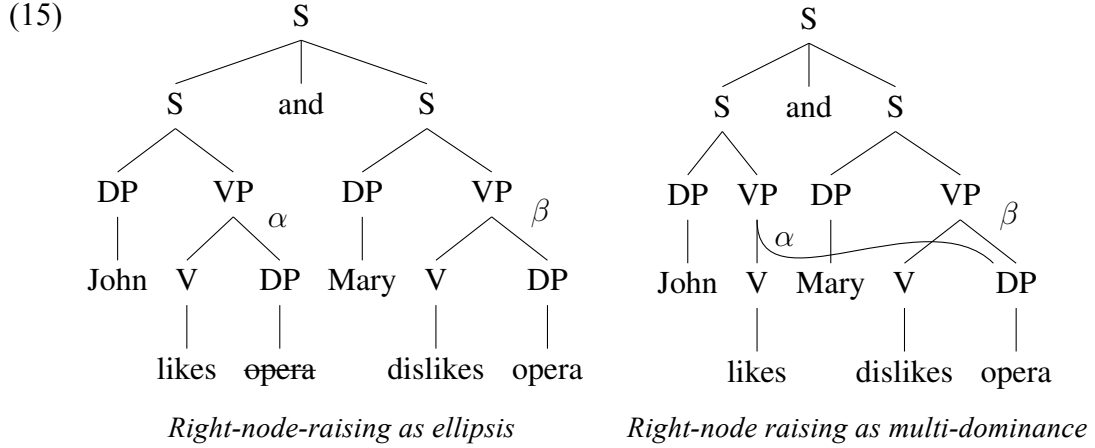 (15) S S
S and S S and S
DP VP DP VP DP VP DP VP
α β α β
John V DP Mary V DP John V Mary V DP
likes opera dislikes opera likes dislikes opera
Right-node-raising as ellipsis Right-node raising as multi-dominance